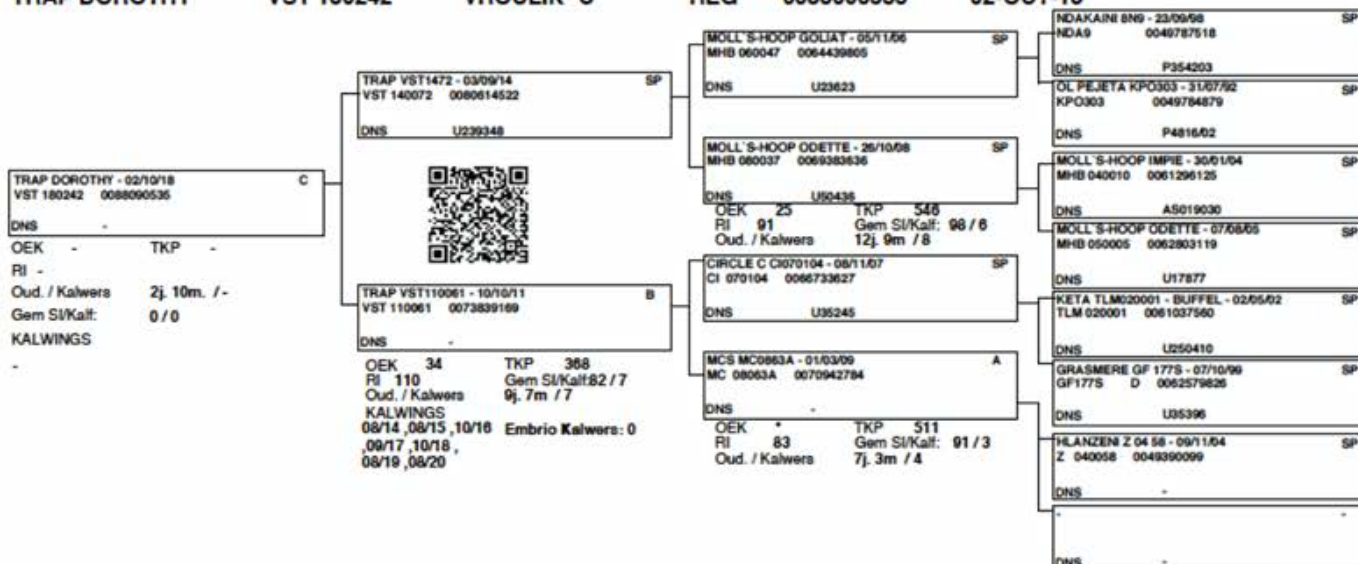 TRAP DOROTHY VST 180242 VROULIK C REG 0088090535 02-OCT-18
TRAP DOROTHY - 02/10/18 C
VST 180242 0088090535
DNS -
OEK - TKP -
RI -
Oud. / Kalwers 2j. 10m. / -
Gem SI/Kalf: 0 / 0
KALWINGS
-
TRAP VST1472 - 03/09/14 SP
VST 140072 0080614522
DNS U239348
TRAP VST110061 - 10/10/11 B
VST 110061 0073839169
DNS -
OEK 34 TKP 368
RI 110 Gem SI/Kalf:82 / 7
Oud. / Kalwers 9j. 7m / 7
KALWINGS
08/14 ,08/15 ,10/16 Embrio Kalwers: 0
,09/17 ,10/18 ,
08/19 ,08/20
MOLL`S-HOOP GOLIAT - 05/11/06 SP
MHB 060047 0064439805
DNS U23623
MOLL`S-HOOP ODETTE - 26/10/08 SP
MHB 080037 0069383636
DNS U50436
OEK 25 TKP 546
RI 91 Gem SI/Kalf: 98 / 6
Oud. / Kalwers 12j. 9m / 8
CIRCLE C CI070104 - 08/11/07 SP
CI 070104 0066733627
DNS U35245
MCS MC0863A - 01/03/09 A
MC 08063A 0070942784
DNS -
OEK * TKP 511
RI 83 Gem SI/Kalf: 91 / 3
Oud. / Kalwers 7j. 3m / 4
NDAKAINI 8N9 - 23/09/98 SP
NDA9 0049787518
DNS P354203
OL PEJETA KPO303 - 31/07/92 SP
KPO303 0049784879
DNS P4816/02
MOLL`S-HOOP IMPIE - 30/01/04 SP
MHB 040010 0061296125
DNS AS019030
MOLL`S-HOOP ODETTE - 07/08/05 SP
MHB 050005 0062803119
DNS U17877
KETA TLM020001 - BUFFEL - 02/05/02 SP
TLM 020001 0061037560
DNS U250410
GRASMERE GF 177S - 07/10/99 SP
GF177S D 0062579826
DNS U35396
HLANZENI Z 04 58 - 09/11/04 SP
Z 040058 0049390099
DNS -
- -
DNS -